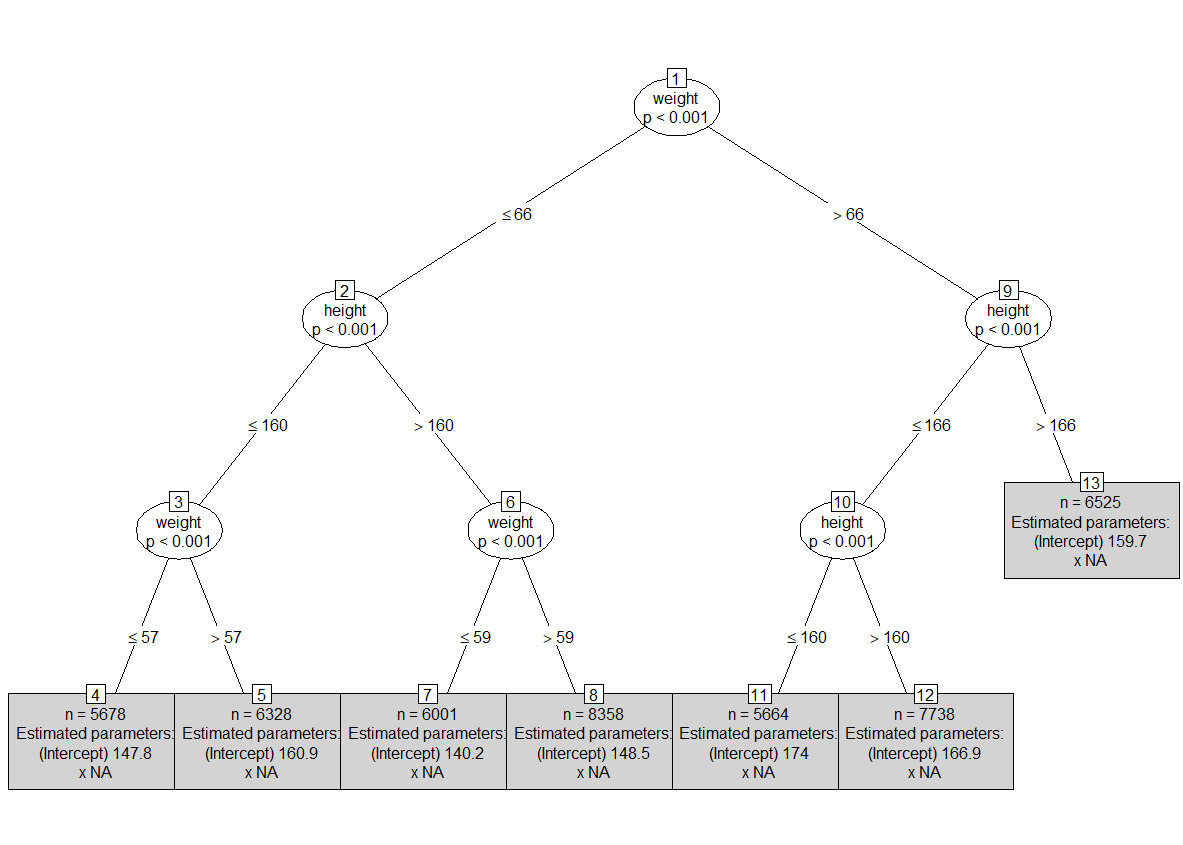 1
weight
p < 0.001
≤ 66
> 66
2
height
p < 0.001
9
height
p < 0.001
≤ 160
> 160
≤ 166
> 166
3
weight
p < 0.001
6
weight
p < 0.001
10
height
p < 0.001
13
n = 6525
Estimated parameters:
(Intercept) 159.7
x NA
≤ 57
> 57
≤ 59
> 59
≤ 160
> 160
4
n = 5678
Estimated parameters:
(Intercept) 147.8
x NA
5
n = 6328
Estimated parameters:
(Intercept) 160.9
x NA
7
n = 6001
Estimated parameters:
(Intercept) 140.2
x NA
8
n = 8358
Estimated parameters:
(Intercept) 148.5
x NA
11
n = 5664
Estimated parameters:
(Intercept) 174
x NA
12
n = 7738
Estimated parameters:
(Intercept) 166.9
x NA